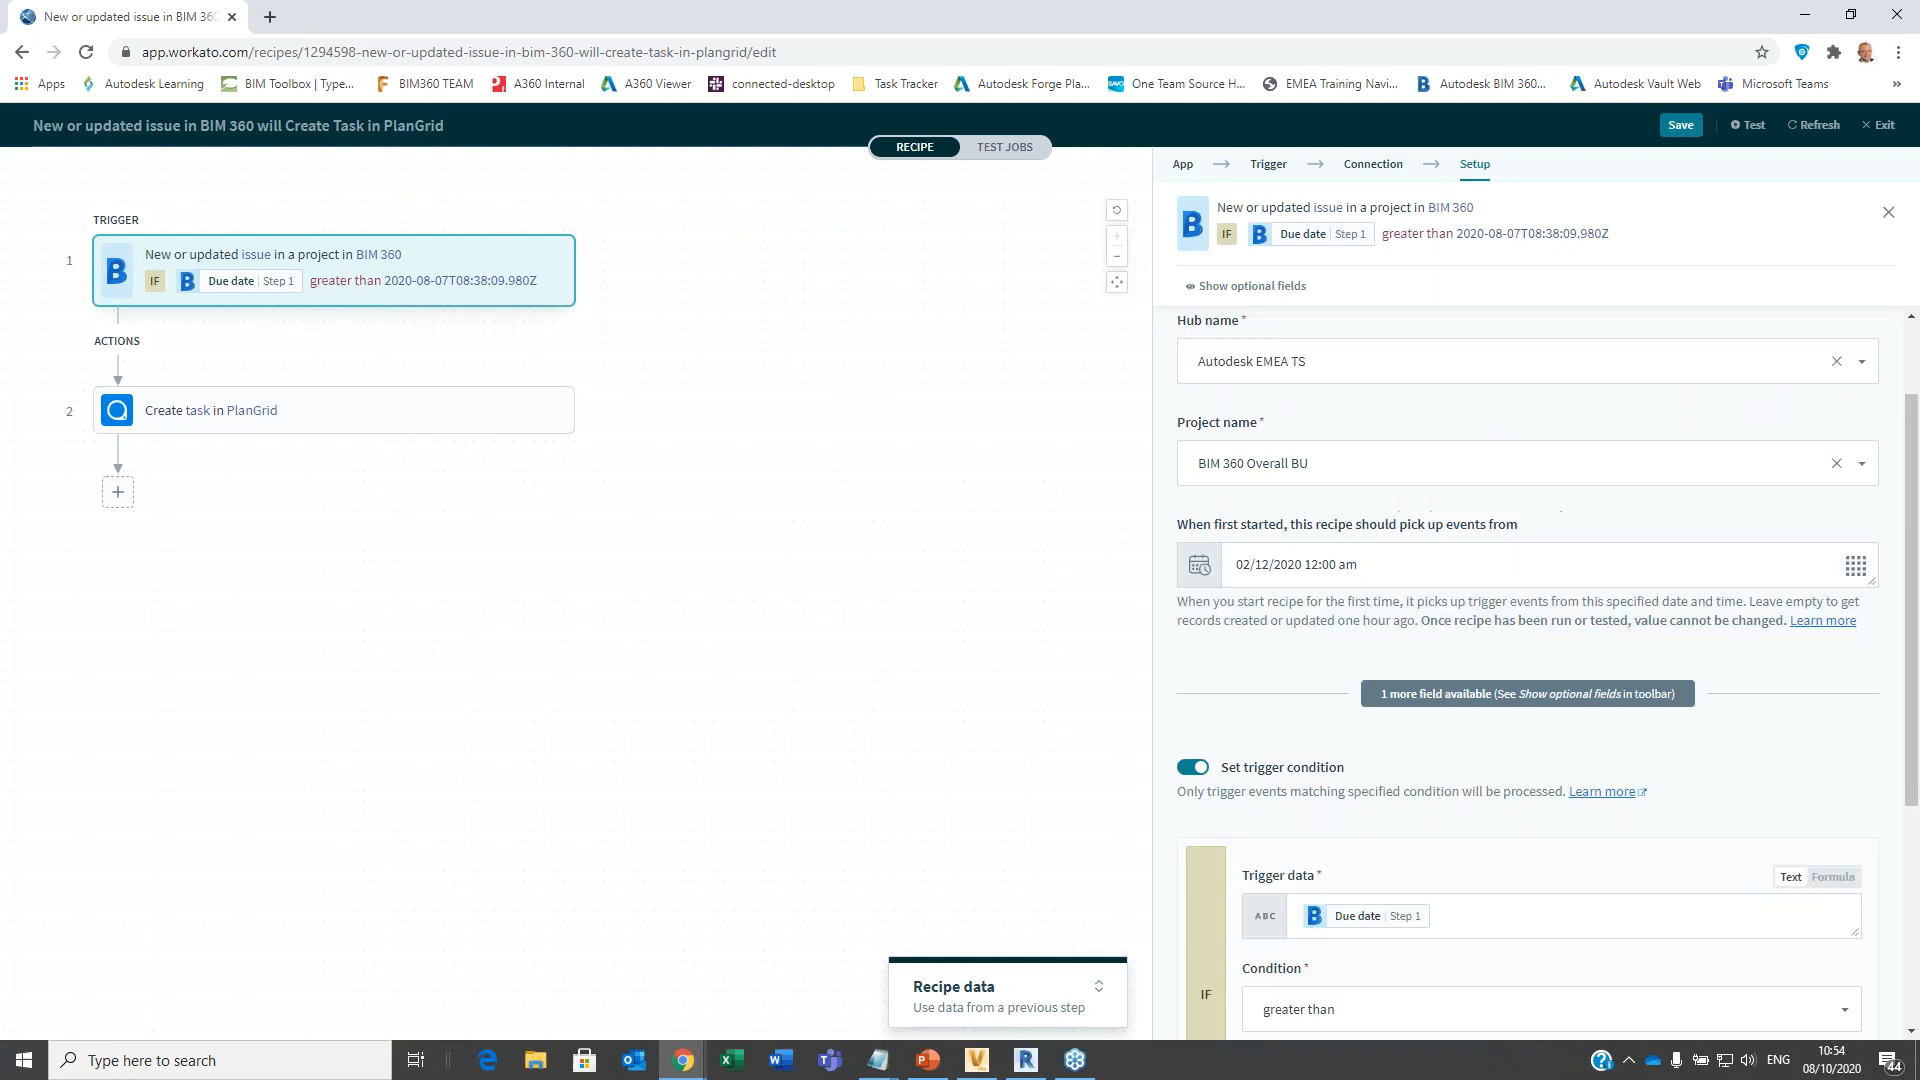 New or updated issue in BIM 360
app.workato.com/recipes/1294598-new-or-updated-issue-in-bim-360-will-create-task-in-plangrid/edit
Apps
Autodesk Learning
BIM Toolbox | Type...
BIM360 TEAM
A360 Internal
A360 Viewer
connected-desktop
Task Tracker
Autodesk Forge Pla...
One Team Source H...
EMEA Training Navi...
Autodesk BIM 360...
Autodesk Vault Web
Microsoft Teams
»
New or updated issue in BIM 360 will Create Task in PlanGrid
Save
Test
Refresh
Exit
RECIPE
TEST JOBS
TRIGGER
1
New or updated issue in a project in BIM 360
IF Due date | Step 1 greater than 2020-08-07T08:38:09.980Z
ACTIONS
2
Create task in PlanGrid
Recipe data
Use data from a previous step
App
Trigger
Connection
Setup
New or updated issue in a project in BIM 360
IF Due date | Step 1 greater than 2020-08-07T08:38:09.980Z
Show optional fields
Hub name *
Autodesk EMEA TS
Project name *
BIM 360 Overall BU
When first started, this recipe should pick up events from
02/12/2020 12:00 am
When you start recipe for the first time, it picks up trigger events from this specified date and time. Leave empty to get
records created or updated one hour ago. Once recipe has been run or tested, value cannot be changed. Learn more
1 more field available (See Show optional fields in toolbar)
Set trigger condition
Only trigger events matching specified condition will be processed. Learn more
Trigger data *
Text Formula
ABC
Due date | Step 1
Condition *
IF
greater than
Type here to search
ENG
10:54
08/10/2020
44